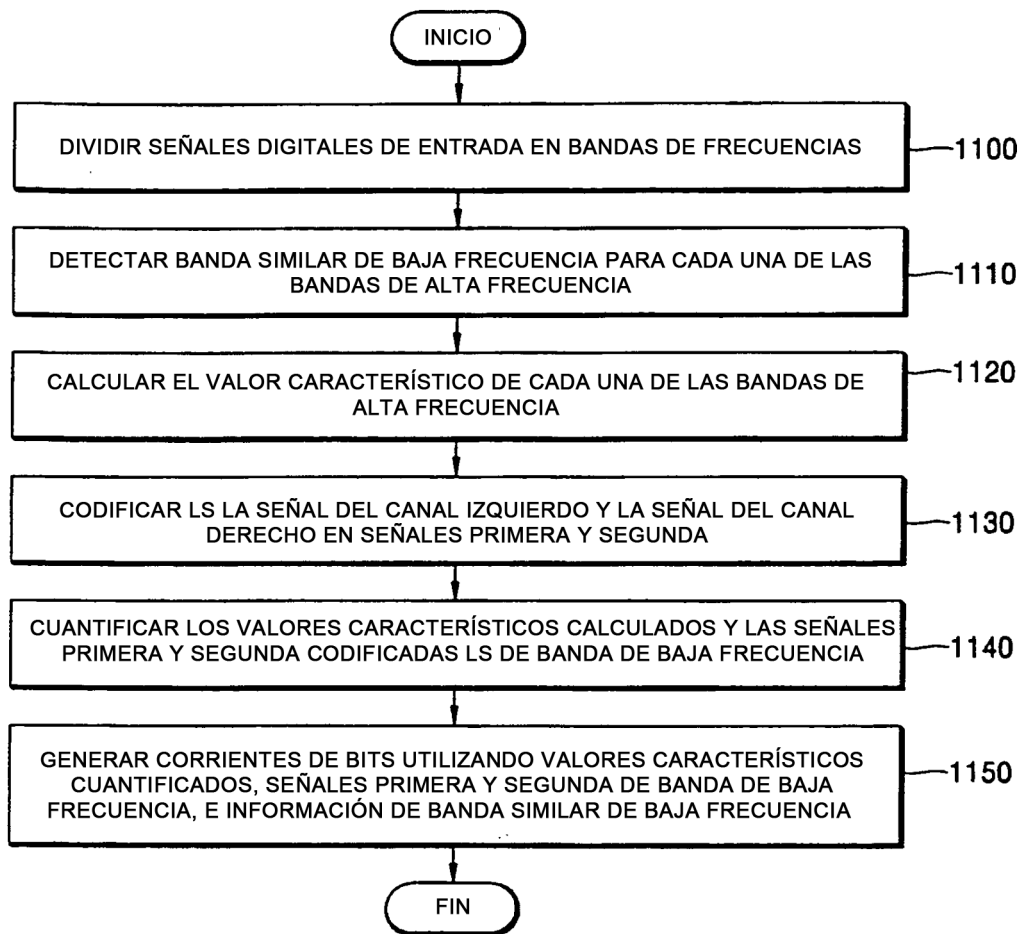 INICIO
DIVIDIR SEÑALES DIGITALES DE ENTRADA EN BANDAS DE FRECUENCIAS
1100
DETECTAR BANDA SIMILAR DE BAJA FRECUENCIA PARA CADA UNA DE LAS
BANDAS DE ALTA FRECUENCIA
1110
CALCULAR EL VALOR CARACTERÍSTICO DE CADA UNA DE LAS BANDAS DE
ALTA FRECUENCIA
1120
CODIFICAR LS LA SEÑAL DEL CANAL IZQUIERDO Y LA SEÑAL DEL CANAL
DERECHO EN SEÑALES PRIMERA Y SEGUNDA
1130
CUANTIFICAR LOS VALORES CARACTERÍSTICOS CALCULADOS Y LAS SEÑALES
PRIMERA Y SEGUNDA CODIFICADAS LS DE BANDA DE BAJA FRECUENCIA
1140
GENERAR CORRIENTES DE BITS UTILIZANDO VALORES CARACTERÍSTICOS
CUANTIFICADOS, SEÑALES PRIMERA Y SEGUNDA DE BANDA DE BAJA
FRECUENCIA, E INFORMACIÓN DE BANDA SIMILAR DE BAJA FRECUENCIA
1150
FIN